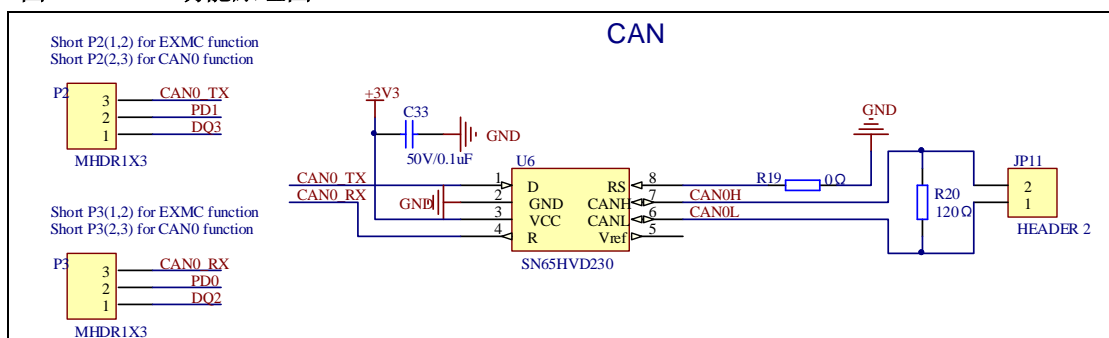 CAN
Short P2(1,2) for EXMC function
Short P2(2,3) for CAN0 function
P2
3 CAN0_TX
2 PD1
1 DQ3
MHDR1X3
Short P3(1,2) for EXMC function
Short P3(2,3) for CAN0 function
P3
3 CAN0_RX
2 PD0
1 DQ2
MHDR1X3
+3V3
C33
GND
50V/0.1uF
U6
CAN0_TX 1 D
GND 2 GND
3 VCC
CAN0_RX 4 R
RS 8
CANH 7 CAN0H
CANL 6 CAN0L
Vref 5
SN65HVD230
R19 0Ω
GND
R20
120Ω
JP11
2
1
HEADER 2